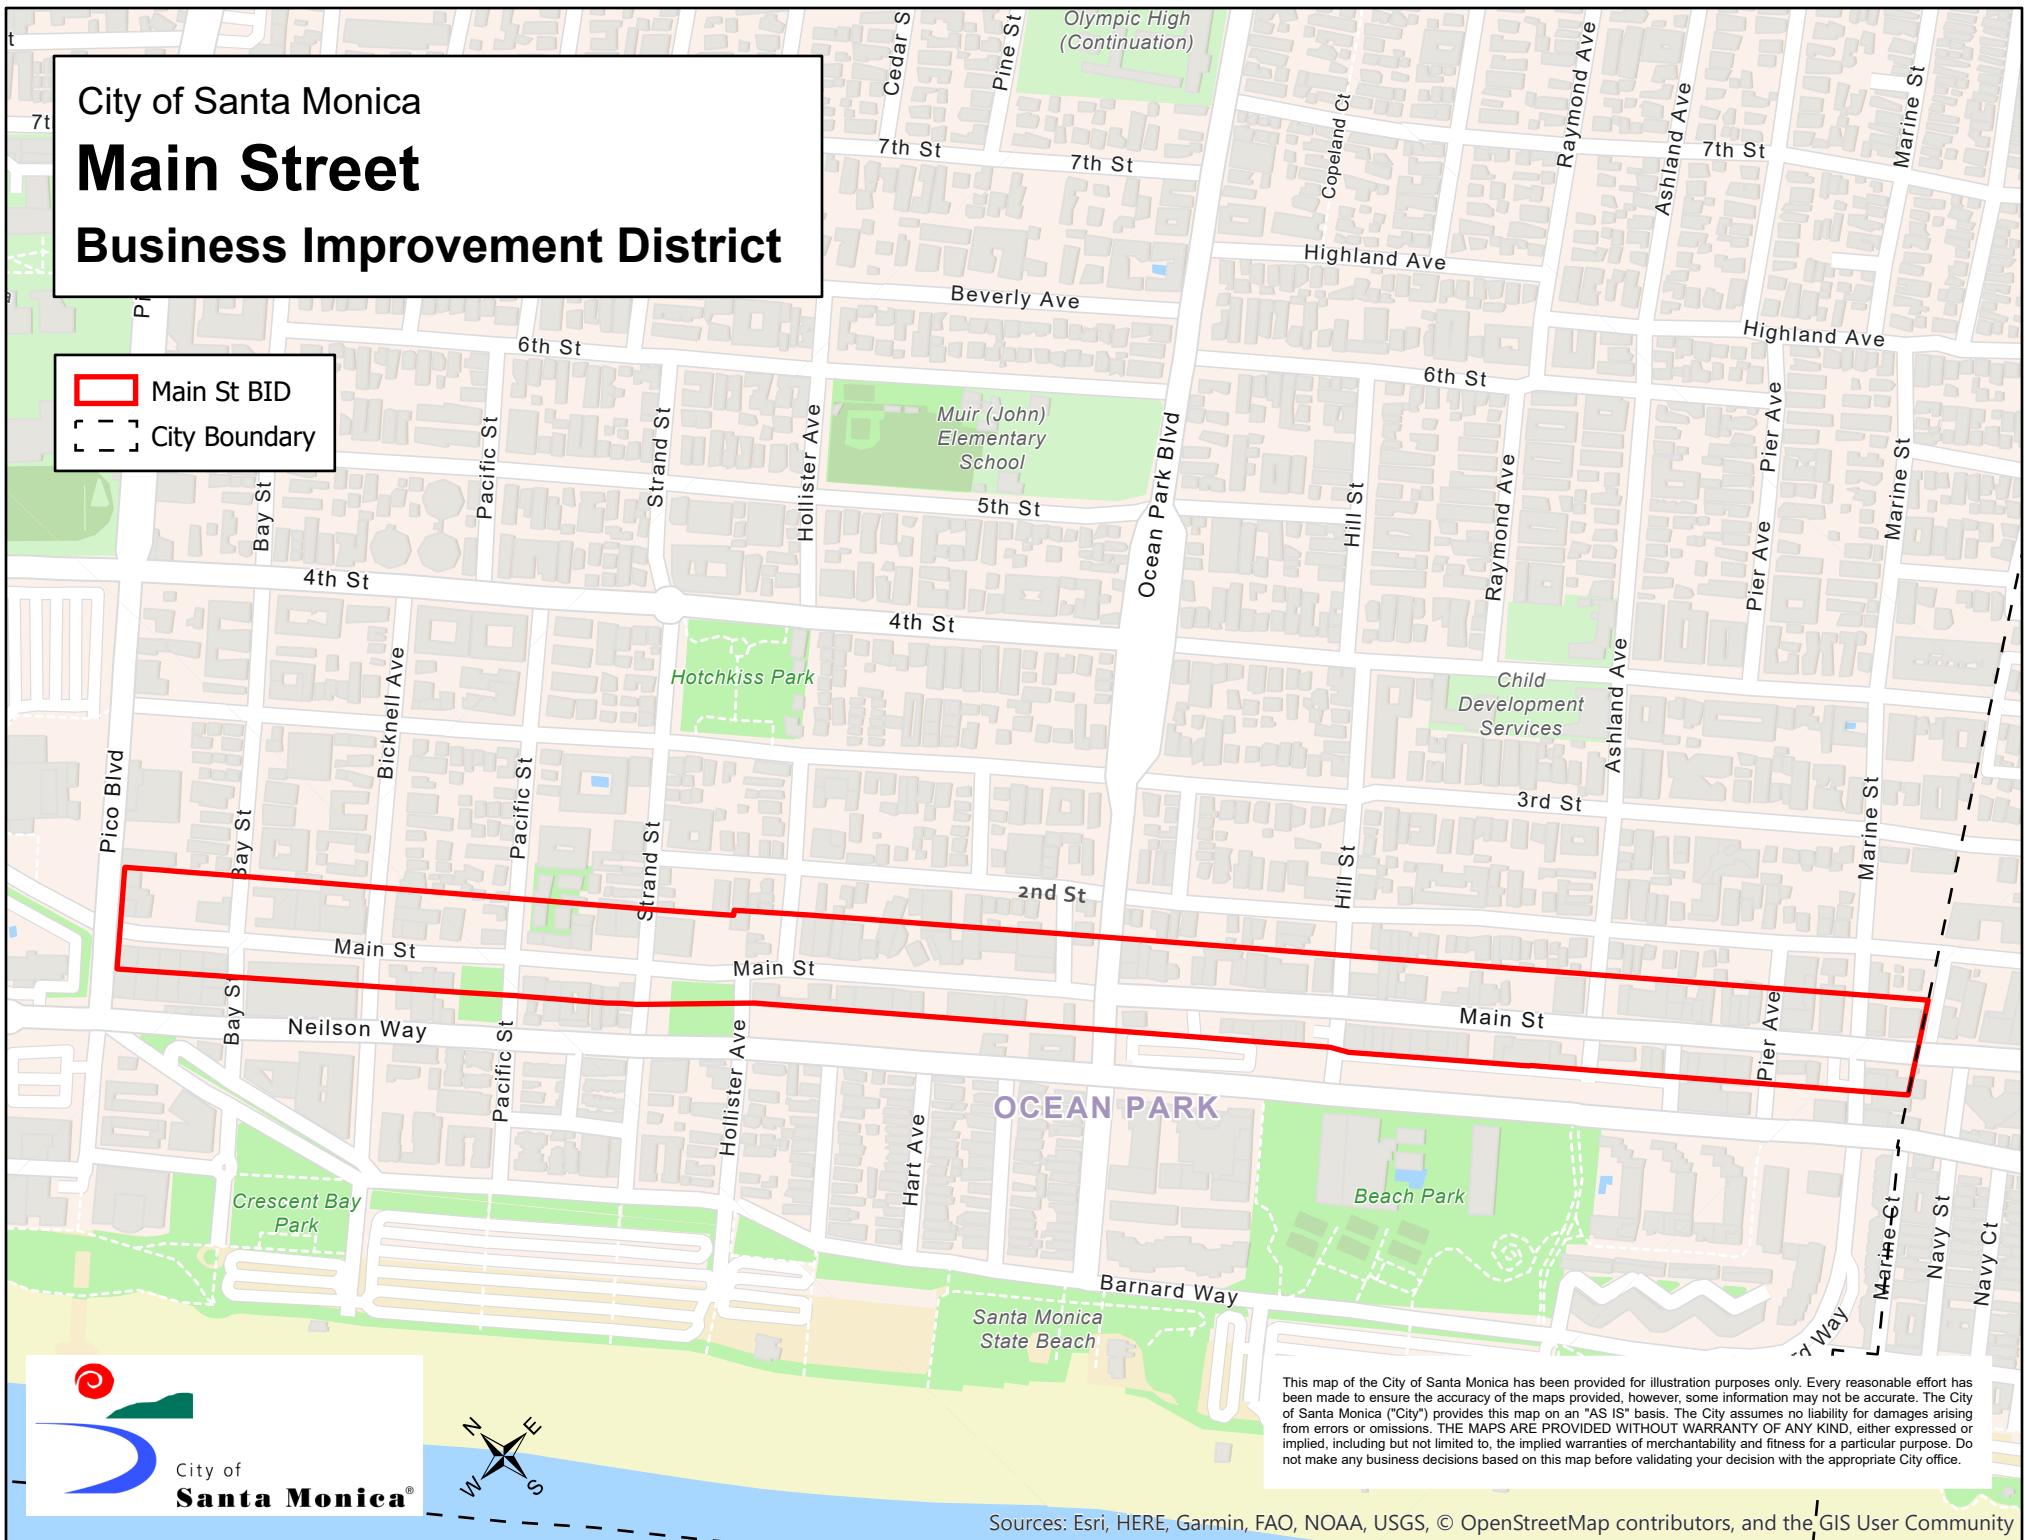 City of Santa Monica
Main Street
Business Improvement District
Main St BID
City Boundary
Olympic High
(Continuation)
Cedar S
Pine St
Copeland Ct
Raymond Ave
Ashland Ave
Marine St
7th St
7th St
7th St
7t
t
Highland Ave
Highland Ave
Beverly Ave
6th St
6th St
Muir (John)
Elementary
School
Pacific St
Strand St
Hollister Ave
Ocean Park Blvd
Bay St
Hill St
Raymond Ave
Pier Ave
Pier Ave
Marine St
5th St
4th St
4th St
Hotchkiss Park
Child
Development
Services
Bicknell Ave
Ashland Ave
Pico Blvd
Bay St
Pacific St
Strand St
Hill St
Marine St
3rd St
2nd St
Main St
Main St
Main St
Bay St
Neilson Way
Pacific St
Hollister Ave
Pier Ave
OCEAN PARK
Hart Ave
Crescent Bay
Park
Beach Park
Barnard Way
Santa Monica
State Beach
Marine Ct
Navy St
Navy Ct
rd Way
N
E
W
S
City of
Santa Monica®
This map of the City of Santa Monica has been provided for illustration purposes only. Every reasonable effort has
been made to ensure the accuracy of the maps provided, however, some information may not be accurate. The City
of Santa Monica ("City") provides this map on an "AS IS" basis. The City assumes no liability for damages arising
from errors or omissions. THE MAPS ARE PROVIDED WITHOUT WARRANTY OF ANY KIND, either expressed or
implied, including but not limited to, the implied warranties of merchantability and fitness for a particular purpose. Do
not make any business decisions based on this map before validating your decision with the appropriate City office.
Sources: Esri, HERE, Garmin, FAO, NOAA, USGS, © OpenStreetMap contributors, and the GIS User Community